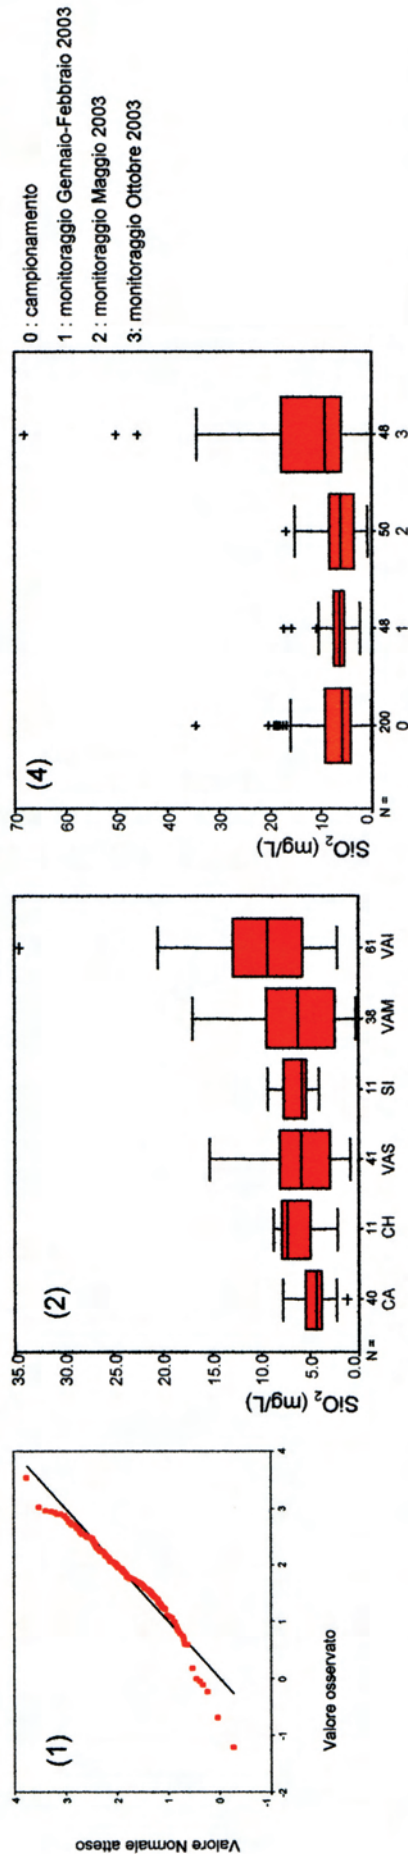 (1)
Valore Normale atteso
4
3
2
1
0
-1
-2 -1 0 1 2 3 4
Valore osservato
(2)
SiO2 (mg/L)
35.0
30.0
25.0
20.0
15.0
10.0
5.0
0.0
N = 40 11 41 11 38 61
CA CH VAS SI VAM VAI
(4)
SiO2 (mg/L)
70
60
50
40
30
20
10
0
N = 200 48 50 48
0 1 2 3
0 : campionamento
1 : monitoraggio Gennaio-Febbraio 2003
2 : monitoraggio Maggio 2003
3: monitoraggio Ottobre 2003